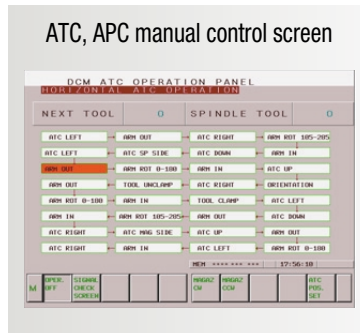 ATC, APC manual control screen
DCM ATC OPERATION PANEL
HORIZONTAL ATC OPERATION
NEXT TOOL 0 SPINDLE TOOL 0
ATC LEFT ARM OUT ATC RIGHT ARM ROT 105-285
ATC LEFT ATC SP SIDE ATC DOWN ARM IN
ARM OUT ARM ROT 0-180 ARM IN ATC UP
ARM OUT TOOL UNCLAMP ATC RIGHT ORIENTATION
ARM ROT 0-180 ARM IN TOOL CLAMP ATC LEFT
ARM IN ARM ROT 105-285 ARM OUT ATC DOWN
ATC RIGHT ATC MAG SIDE ATC UP ARM OUT
ATC RIGHT ARM IN ATC LEFT ARM ROT 0-180
MEM **** *** *** 17:56:10
M OPER. OFF SIGNAL CHECK SCREEN MAGAZ CW MAGAZ CCW ATC POS. SET